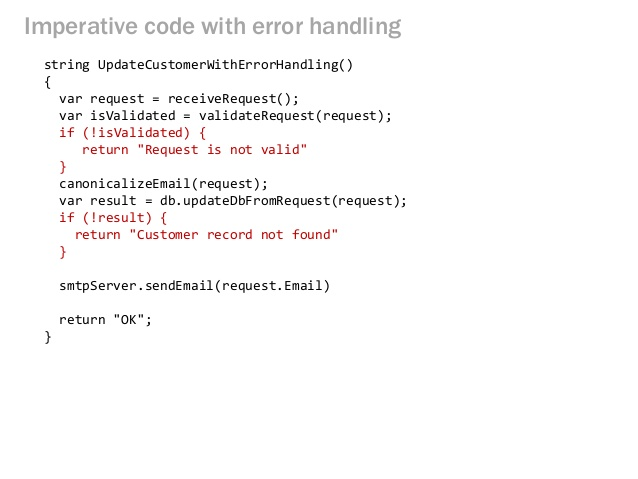 Imperative code with error handling
string UpdateCustomerWithErrorHandling()
{
var request = receiveRequest();
var isValidated = validateRequest(request);
if (!isValidated) {
return "Request is not valid"
}
canonicalizeEmail(request);
var result = db.updateDbFromRequest(request);
if (!result) {
return "Customer record not found"
}
smtpServer.sendEmail(request.Email)
return "OK";
}